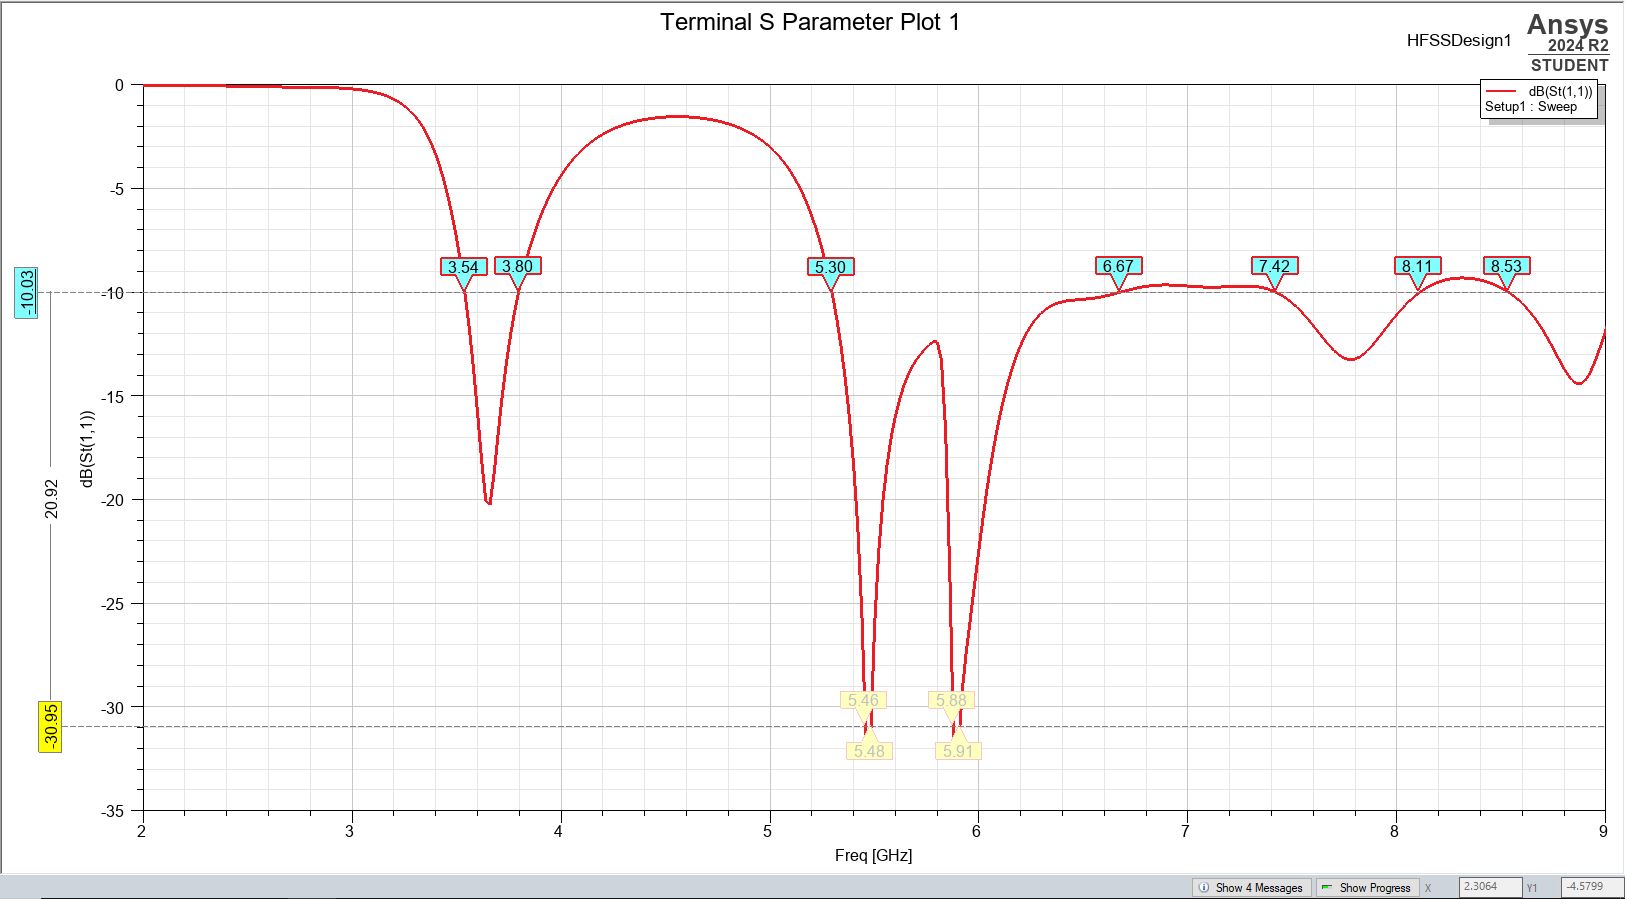 Terminal S Parameter Plot 1
HFSSDesign1
Ansys
2024 R2
STUDENT
dB(St(1,1))
Setup1 : Sweep
0
-5
-10
-15
-20
-25
-30
-35
dB(St(1,1))
-10.03
20.92
-30.95
3.54
3.80
5.30
6.67
7.42
8.11
8.53
5.46
5.88
5.48
5.91
2
3
4
5
6
7
8
9
Freq [GHz]
Show 4 Messages
Show Progress
X
2.3064
Y1
-4.5799